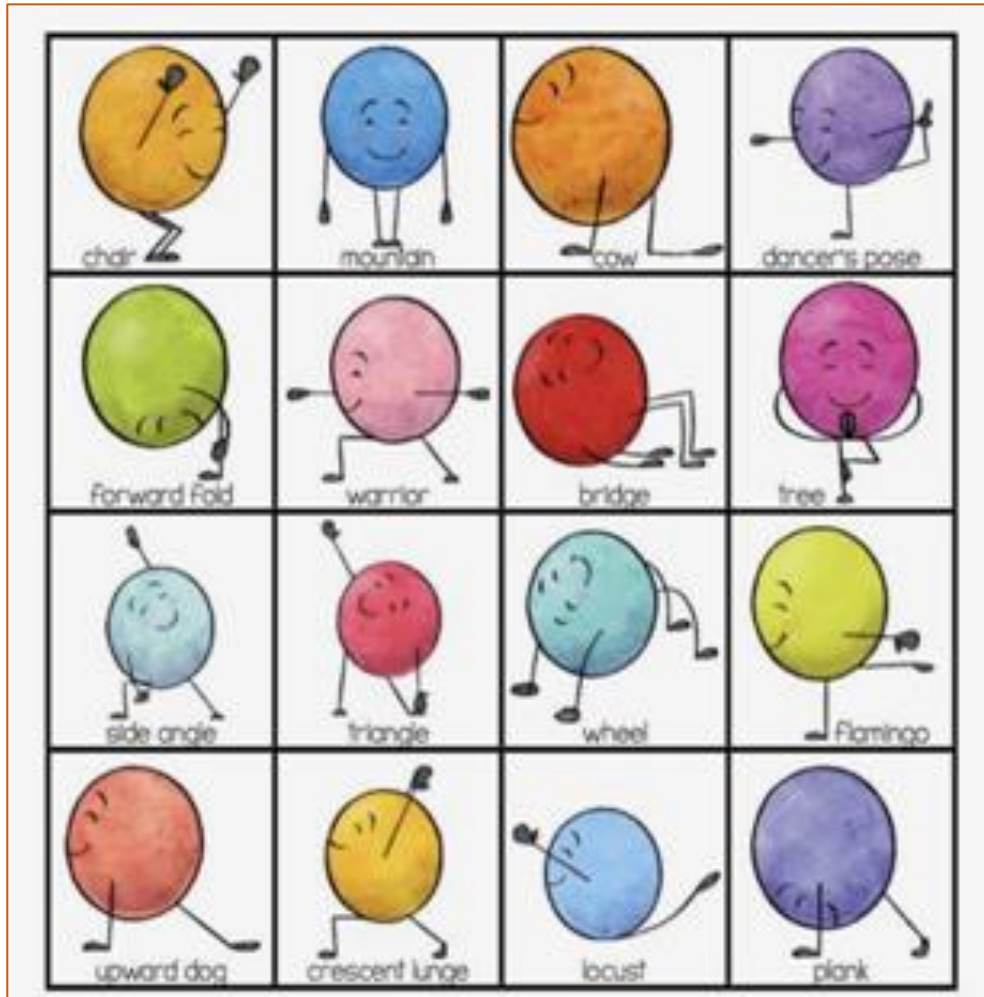 chair
mountain
cow
dancer's pose
forward fold
warrior
bridge
tree
side angle
triangle
wheel
flamingo
upward dog
crescent lunge
locust
plank